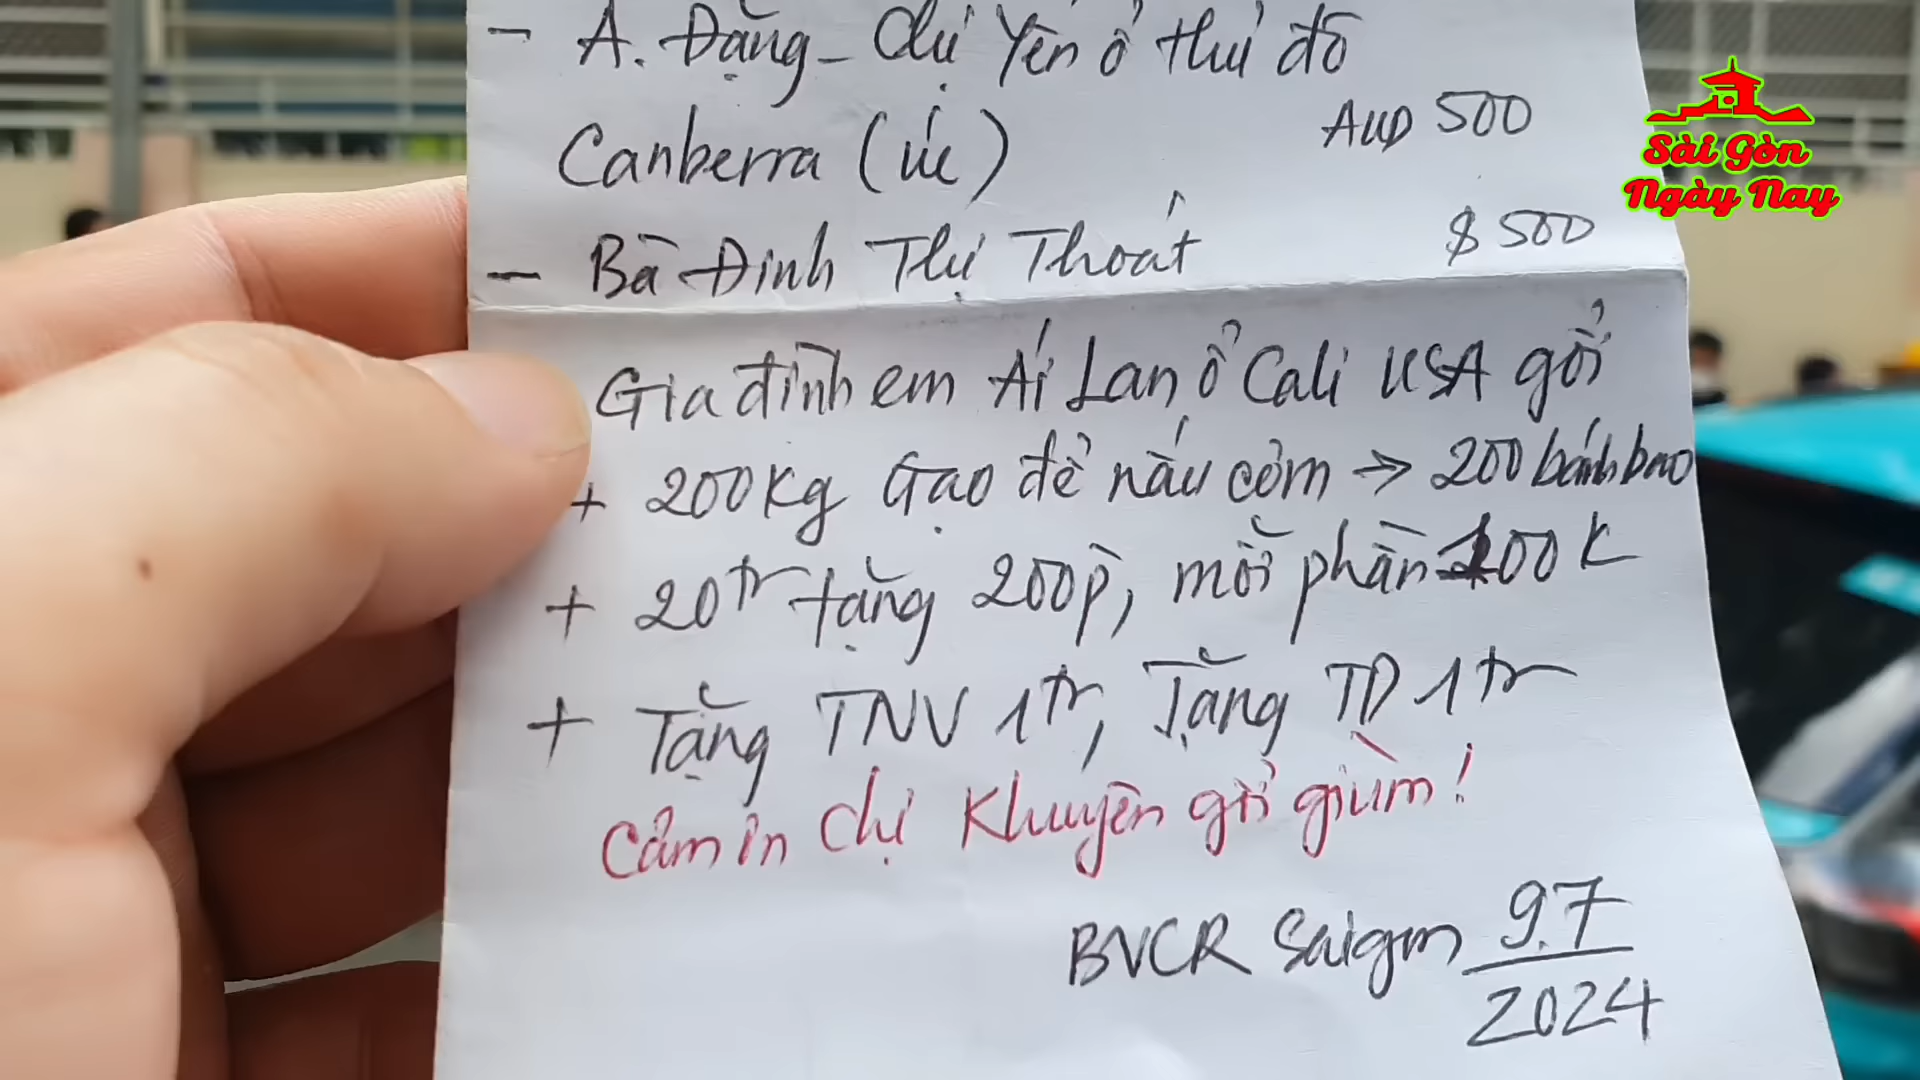 - A. Đặng - Chị Yến ở thủ đô
Canberra (Úc) AUD 500
- Bà Đinh Thị Thoát $ 500
Gia đình em Ái Lan ở Cali USA gởi
+ 200kg Gạo để nấu cơm → 200 bánh bao
+ 20tr tặng 200p, mỗi phần 100K
+ Tặng TNV 1tr, Tặng TD 1tr
Cảm ơn chị Khuyên gởi giùm!
BVCR Saigon 9.7
2024
Sài Gòn
Ngày Nay